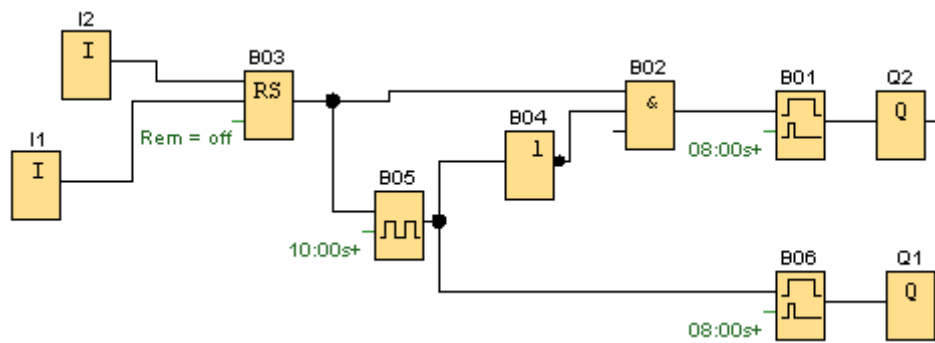 I2
I
B03
RS
Rem = off
I1
I
B05
10:00s+
B04
1
B02
&
B01
08:00s+
Q2
Q
B06
08:00s+
Q1
Q